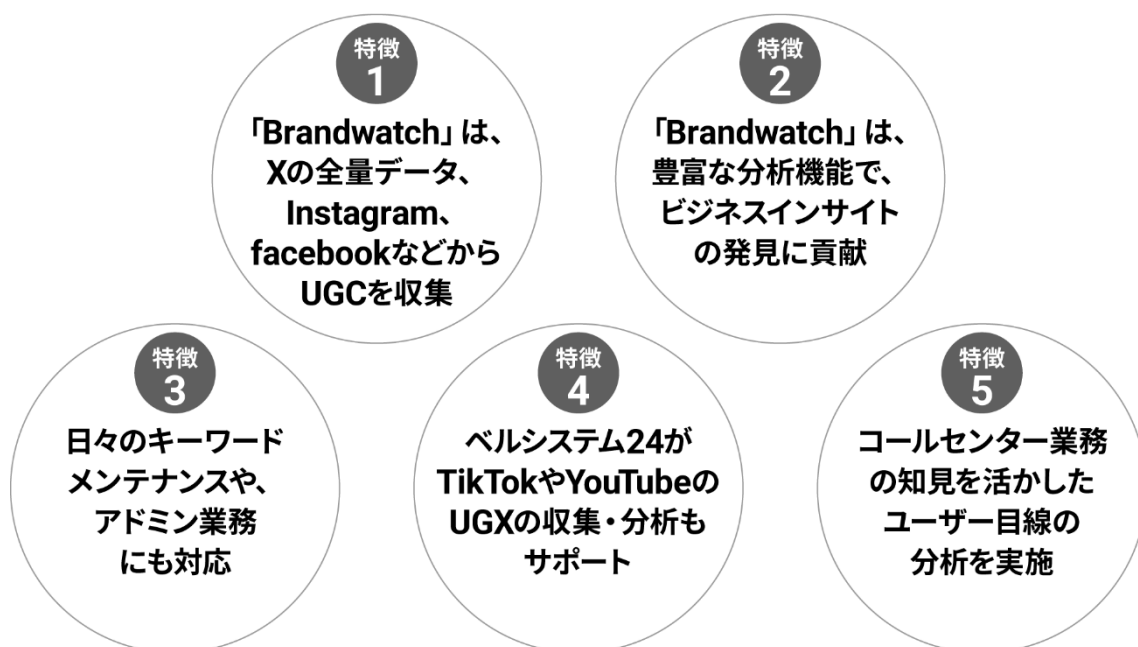 特徴
1
「Brandwatch」は、
Xの全量データ、
Instagram、
facebookなどから
UGCを収集
特徴
2
「Brandwatch」は、
豊富な分析機能で、
ビジネスインサイト
の発見に貢献
特徴
3
日々のキーワード
メンテナンスや、
アドミン業務
にも対応
特徴
4
ベルシステム24が
TikTokやYouTubeの
UGXの収集・分析も
サポート
特徴
5
コールセンター業務
の知見を活かした
ユーザー目線の
分析を実施